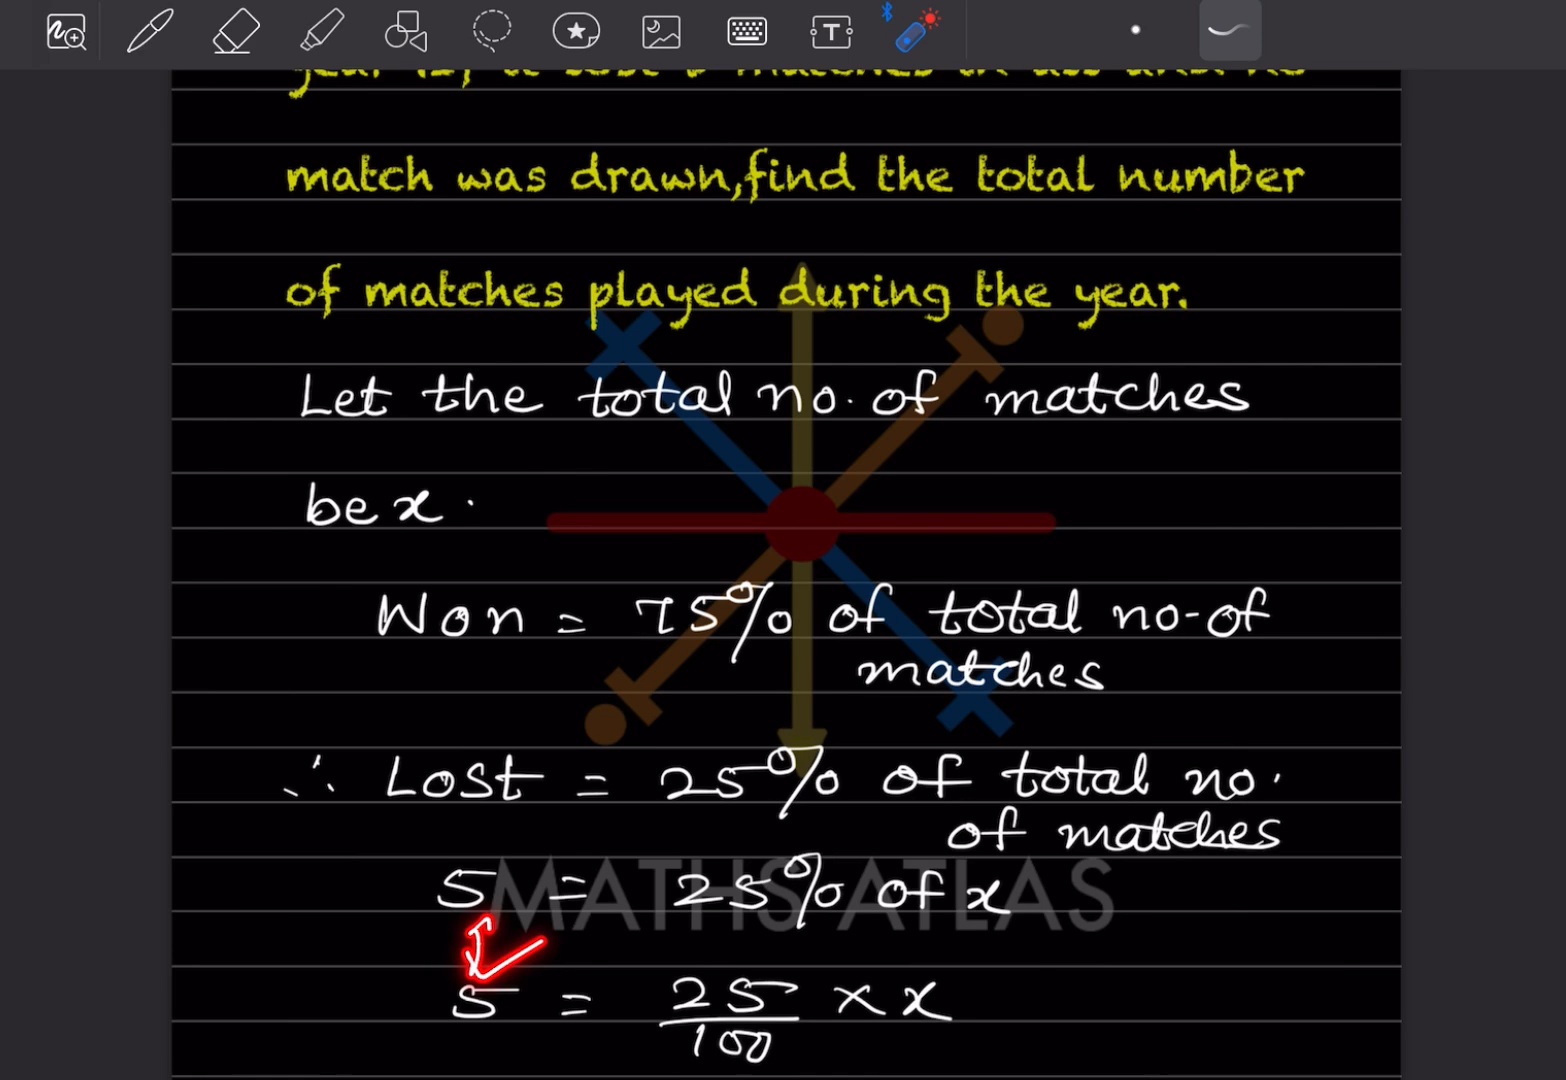 match was drawn,find the total number
of matches played during the year.
Let the total no. of matches
be x.
Won = 75% of total no-of
matches
∴ Lost = 25% of total no.
of matches
5 = 25% of x
MATHS ATLAS
5 = 25/100 × x